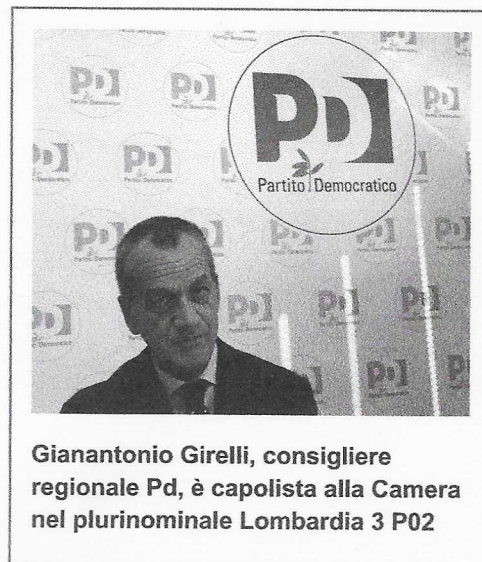 PD
Partito Democratico
Gianantonio Girelli, consigliere
regionale Pd, è capolista alla Camera
nel plurinominale Lombardia 3 P02